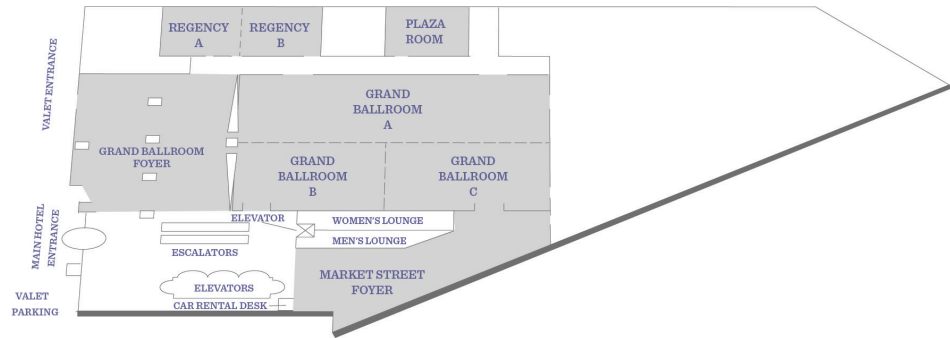 REGENCY
A
REGENCY
B
PLAZA
ROOM
VALET ENTRANCE
GRAND
BALLROOM
A
GRAND BALLROOM
FOYER
GRAND
BALLROOM
B
GRAND
BALLROOM
C
MAIN HOTEL
ENTRANCE
ELEVATOR
WOMEN'S LOUNGE
MEN'S LOUNGE
ESCALATORS
MARKET STREET
FOYER
ELEVATORS
CAR RENTAL DESK
VALET
PARKING